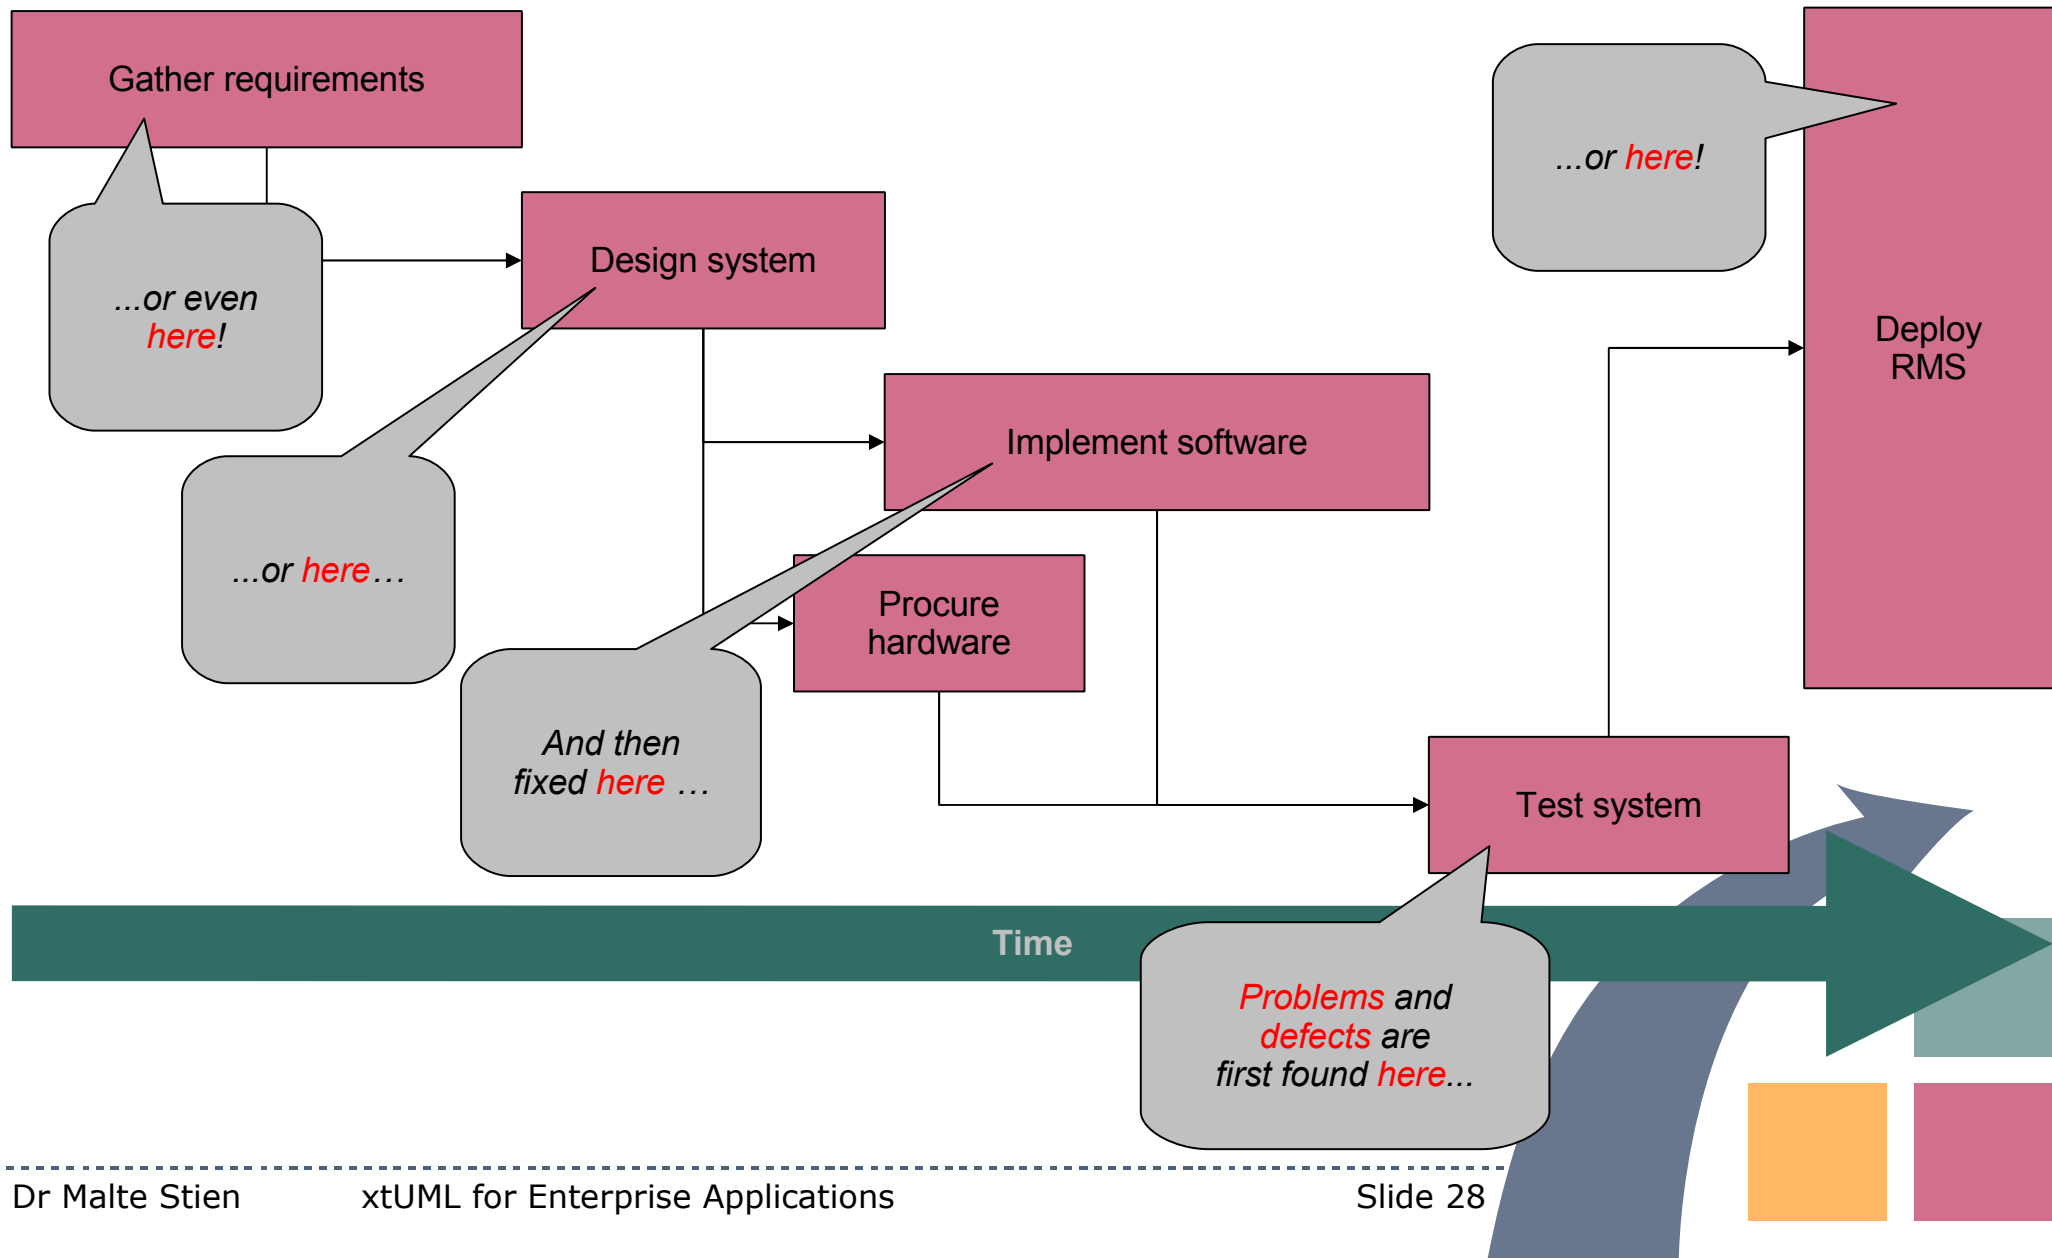 Gather requirements
...or here!
Design system
...or even
here!
Deploy
RMS
Implement software
...or here…
Procure
hardware
And then
fixed here …
Test system
Time
Problems and
defects are
first found here...
Dr Malte Stien xtUML for Enterprise Applications Slide 28